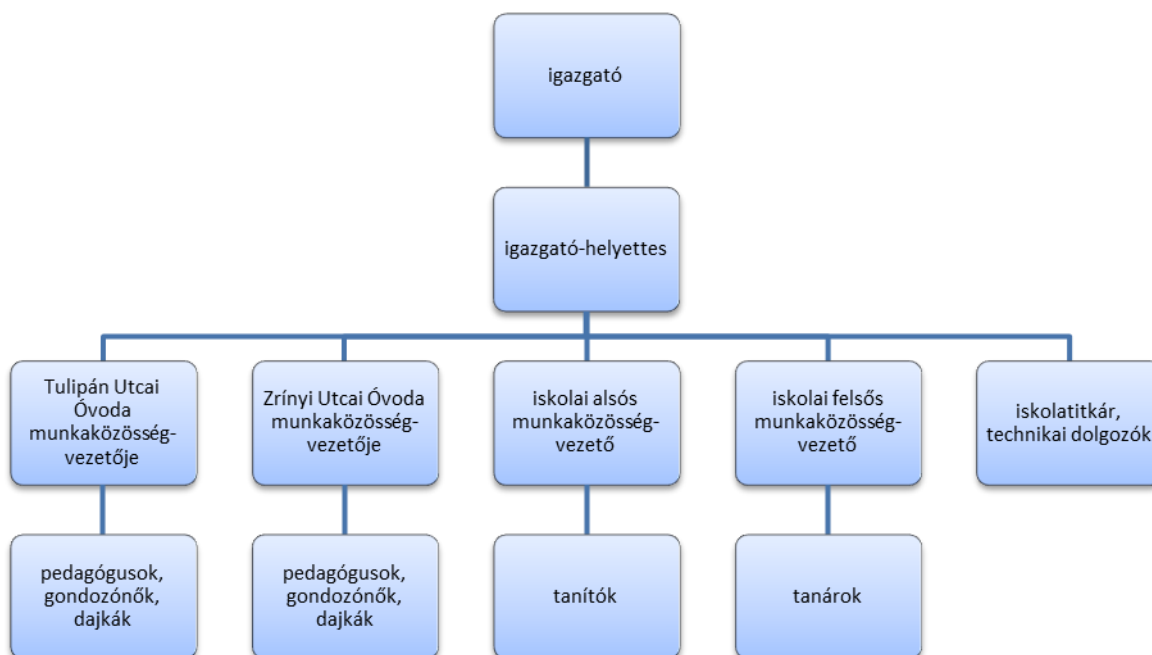 igazgató
igazgató-helyettes
Tulipán Utcai
Óvoda
munkaközösség-
vezetője
Zrínyi Utcai Óvoda
munkaközösség-
vezetője
iskolai alsós
munkaközösség-
vezető
iskolai felsős
munkaközösség-
vezető
iskolatitkár,
technikai dolgozók
pedagógusok,
gondozónők,
dajkák
pedagógusok,
gondozónők,
dajkák
tanítók
tanárok